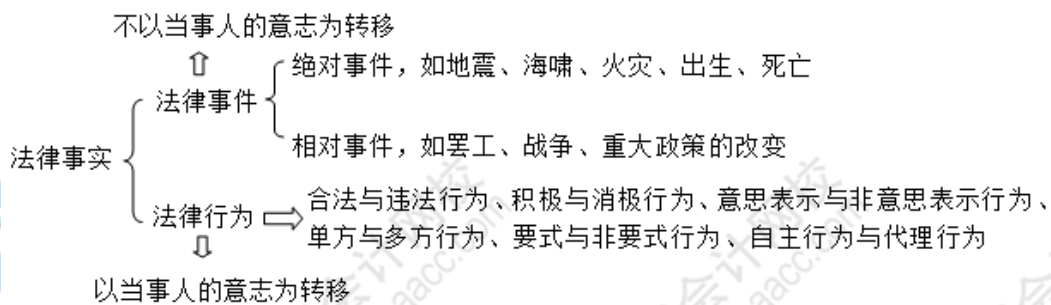 不以当事人的意志为转移
绝对事件，如地震、海啸、火灾、出生、死亡
法律事件
相对事件，如罢工、战争、重大政策的改变
法律事实
法律行为
合法与违法行为、积极与消极行为、意思表示与非意思表示行为、
单方与多方行为、要式与非要式行为、自主行为与代理行为
以当事人的意志为转移